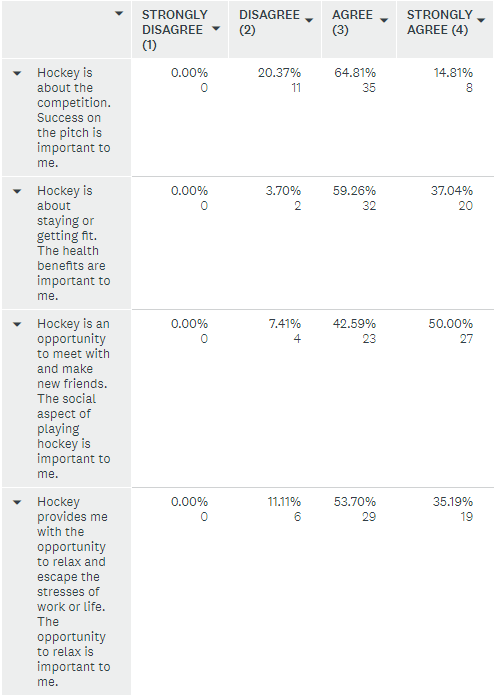 STRONGLY DISAGREE (1) DISAGREE (2) AGREE (3) STRONGLY AGREE (4)
Hockey is 0.00% 20.37% 64.81% 14.81%
about the 0 11 35 8
competition.
Success on
the pitch is
important to
me.
Hockey is 0.00% 3.70% 59.26% 37.04%
about 0 2 32 20
staying or
getting fit.
The health
benefits are
important to
me.
Hockey is an 0.00% 7.41% 42.59% 50.00%
opportunity 0 4 23 27
to meet with
and make
new friends.
The social
aspect of
playing
hockey is
important to
me.
Hockey 0.00% 11.11% 53.70% 35.19%
provides me 0 6 29 19
with the
opportunity
to relax and
escape the
stresses of
work or life.
The
opportunity
to relax is
important to
me.